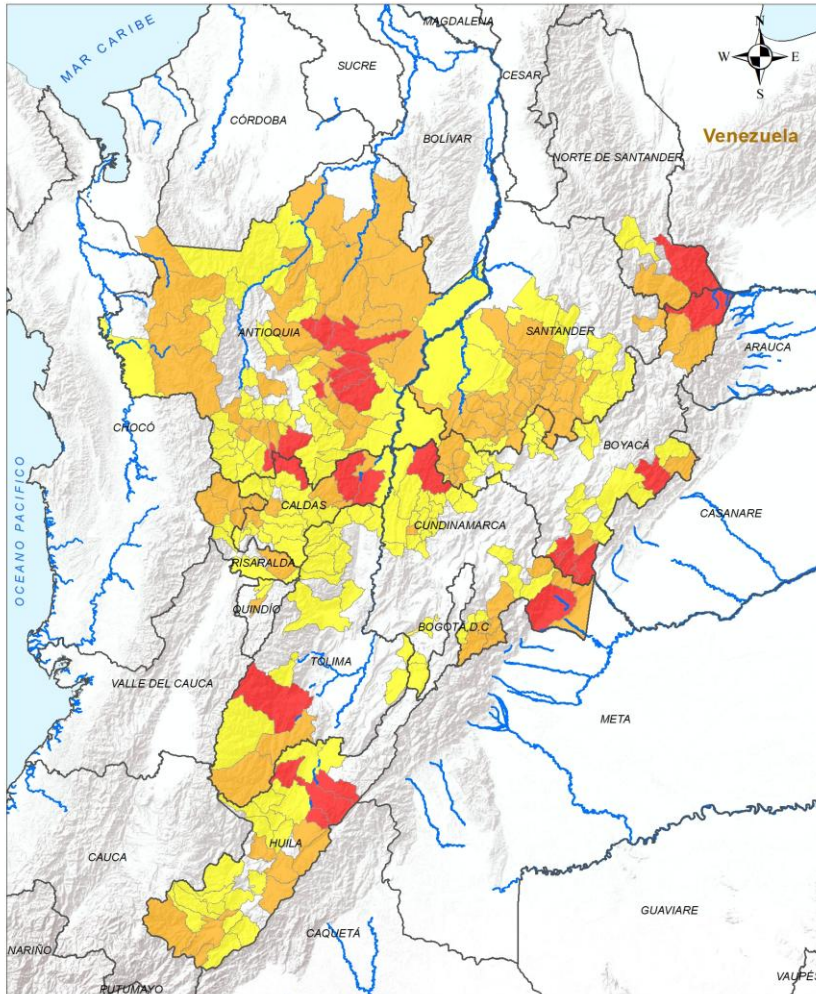 MAGDALENA
N
MAR CARIBE
SUCRE
CESAR
W
E
S
CÓRDOBA
BOLÍVAR
Venezuela
NORTE DE SANTANDER
ANTIOQUIA
SANTANDER
ARAUCA
CHOCÓ
BOYACÁ
CALDAS
CASANARE
CUNDINAMARCA
OCEANO PACIFICO
RISARALDA
QUINDÍO
BOGOTÁ, D.C
TOLIMA
VALLE DEL CAUCA
META
HUILA
CAUCA
GUAVIARE
CAQUETÁ
NARIÑO
PUTUMAYO
VAUPÉS